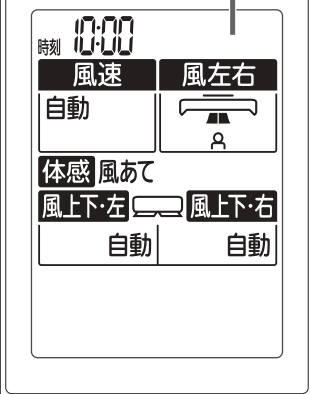 時刻 10:00
風速 風左右
自動
体感 風あて
風上下・左 風上下・右
自動 自動